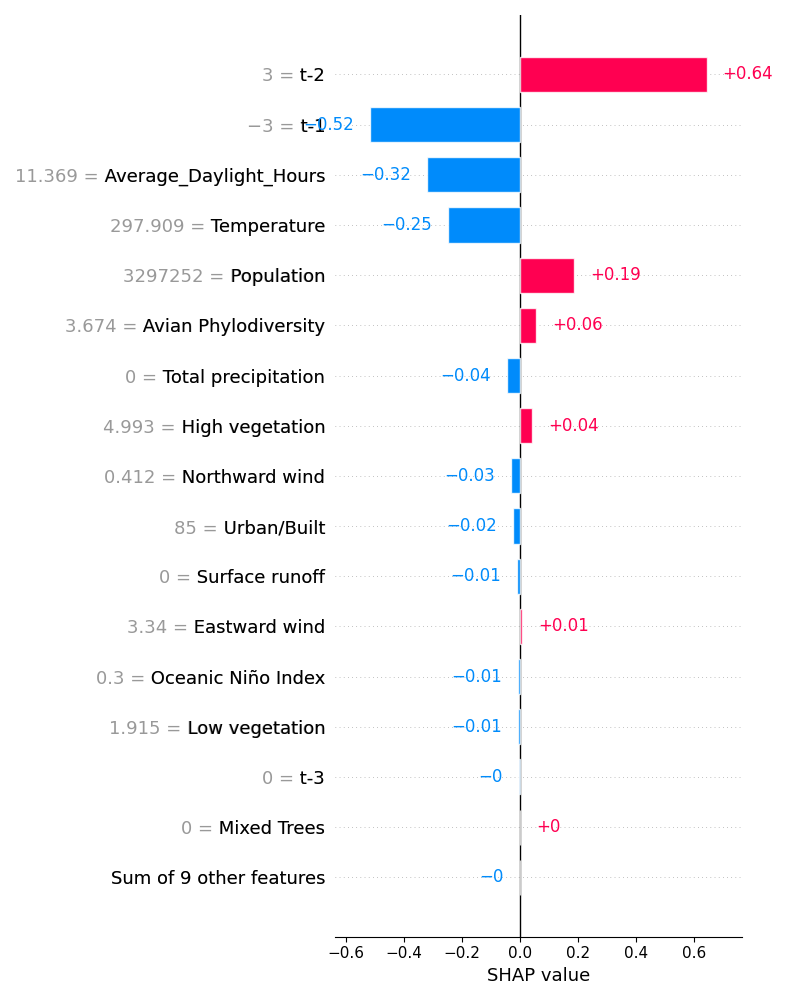 3 = t-2 +0.64
−3 = t-1 −0.52
11.369 = Average_Daylight_Hours −0.32
297.909 = Temperature −0.25
3297252 = Population +0.19
3.674 = Avian Phylodiversity +0.06
0 = Total precipitation −0.04
4.993 = High vegetation +0.04
0.412 = Northward wind −0.03
85 = Urban/Built −0.02
0 = Surface runoff −0.01
3.34 = Eastward wind +0.01
0.3 = Oceanic Niño Index −0.01
1.915 = Low vegetation −0.01
0 = t-3 −0
0 = Mixed Trees +0
Sum of 9 other features −0
−0.6 −0.4 −0.2 0.0 0.2 0.4 0.6
SHAP value